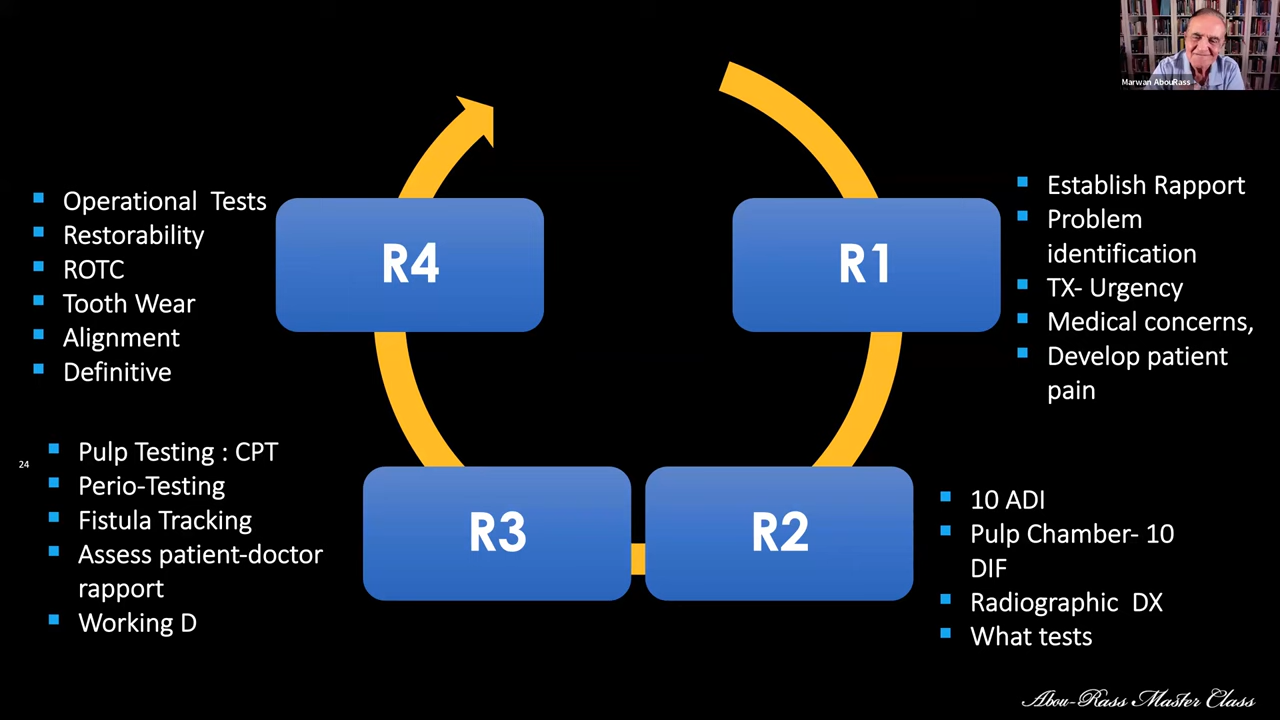 Marwan AbouRass
R1
Establish Rapport
Problem
identification
TX- Urgency
Medical concerns,
Develop patient
pain
R2
10 ADI
Pulp Chamber- 10
DIF
Radiographic DX
What tests
R3
Pulp Testing : CPT
Perio-Testing
Fistula Tracking
Assess patient-doctor
rapport
Working D
R4
Operational Tests
Restorability
ROTC
Tooth Wear
Alignment
Definitive
24
Abou-Rass Master Class